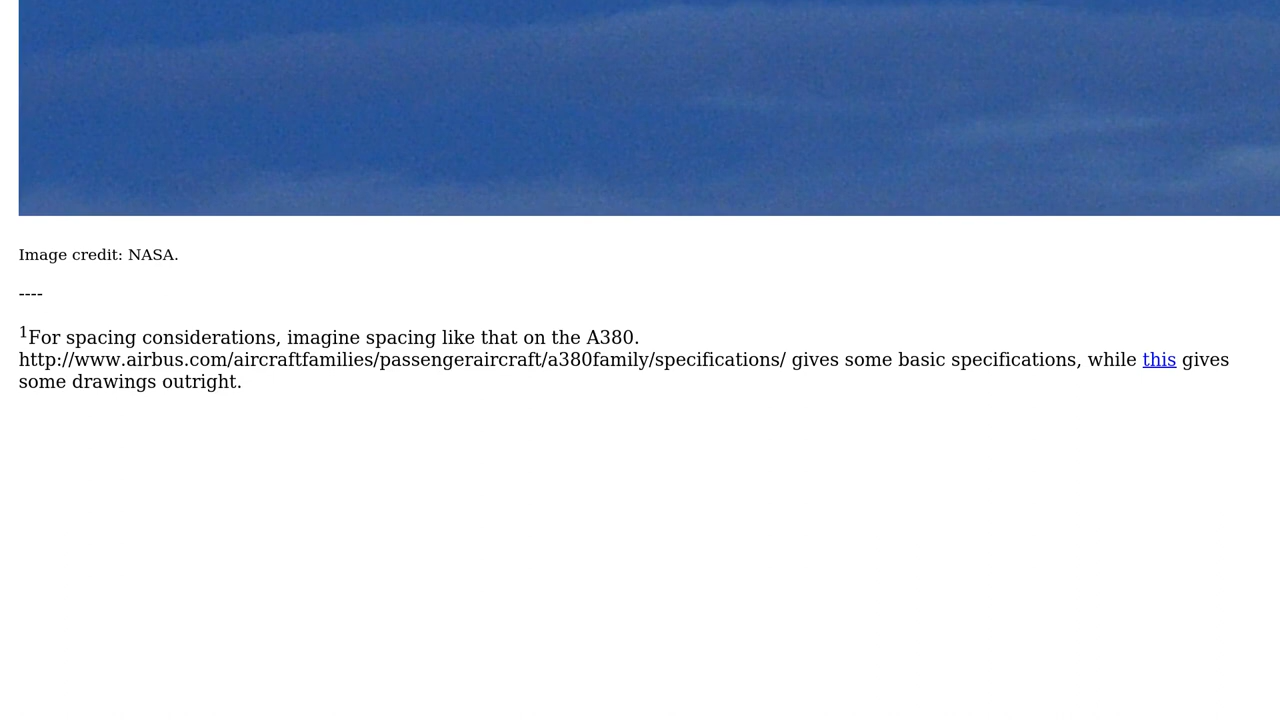 Image credit: NASA.
----
1For spacing considerations, imagine spacing like that on the A380.
http://www.airbus.com/aircraftfamilies/passengeraircraft/a380family/specifications/ gives some basic specifications, while this gives
some drawings outright.